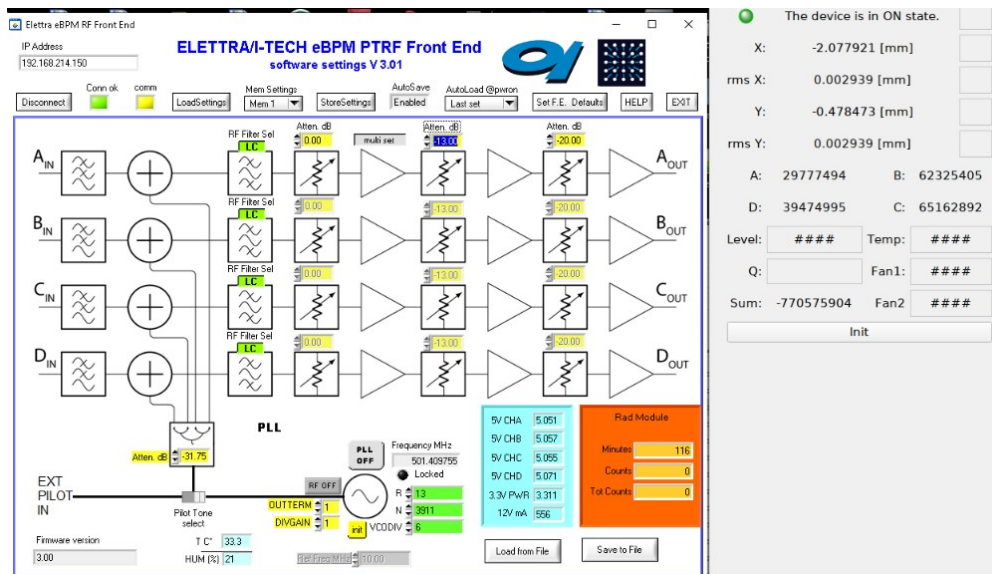 Elettra eBPM RF Front End
IP Address
192.168.214.150
ELETTRA/I-TECH eBPM PTRF Front End
software settings V 3.01
Disconnect
Conn ok
comm
LoadSettings
Mem Settings
Mem 1
StoreSettings
AutoSave
Enabled
AutoLoad @pwron
Last set
Set F.E. Defaults
HELP
EXIT
RF Filter Sel
LC
Atten. dB
0.00
multi set
Atten. dB
-13.00
Atten. dB
-20.00
A IN
A OUT
RF Filter Sel
LC
0.00
-13.00
-20.00
B IN
B OUT
RF Filter Sel
LC
0.00
-13.00
-20.00
C IN
C OUT
RF Filter Sel
LC
0.00
-13.00
-20.00
D IN
D OUT
PLL
Atten. dB
-31.75
EXT
PILOT
IN
Pilot Tone
select
PLL
OFF
Frequency MHz
501.409755
Locked
RF OFF
OUTTERM 1
DIVGAIN 1
init
R 13
N 3911
VCODIV 6
Ref Freq MHz 10.00
5V CHA 5.051
5V CHB 5.057
5V CHC 5.055
5V CHD 5.071
3.3V PWR 3.311
12V mA 556
Rad Module
Minutes 116
Counts 0
Tot Counts 0
Firmware version
3.00
T C° 33.3
HUM (%) 21
Load from File
Save to File
The device is in ON state.
X: -2.077921 [mm]
rms X: 0.002939 [mm]
Y: -0.478473 [mm]
rms Y: 0.002939 [mm]
A: 29777494 B: 62325405
D: 39474995 C: 65162892
Level: #### Temp: ####
Q: Fan1: ####
Sum: -770575904 Fan2 ####
Init